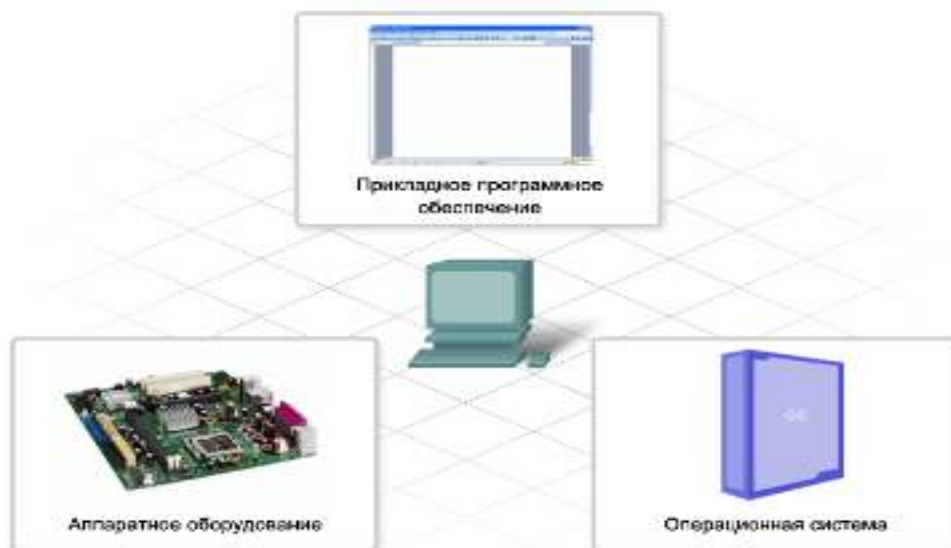 Прикладное программное
обеспечение
Аппаратное оборудование
Операционная система